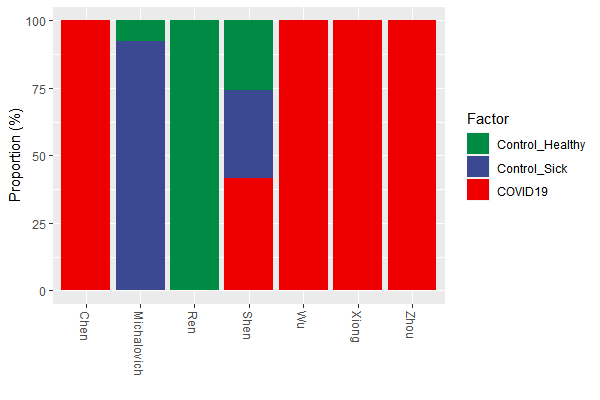 Proportion (%)
100
75
50
25
0
Chen
Michalovich
Ren
Shen
Wu
Xiong
Zhou
Factor
Control_Healthy
Control_Sick
COVID19